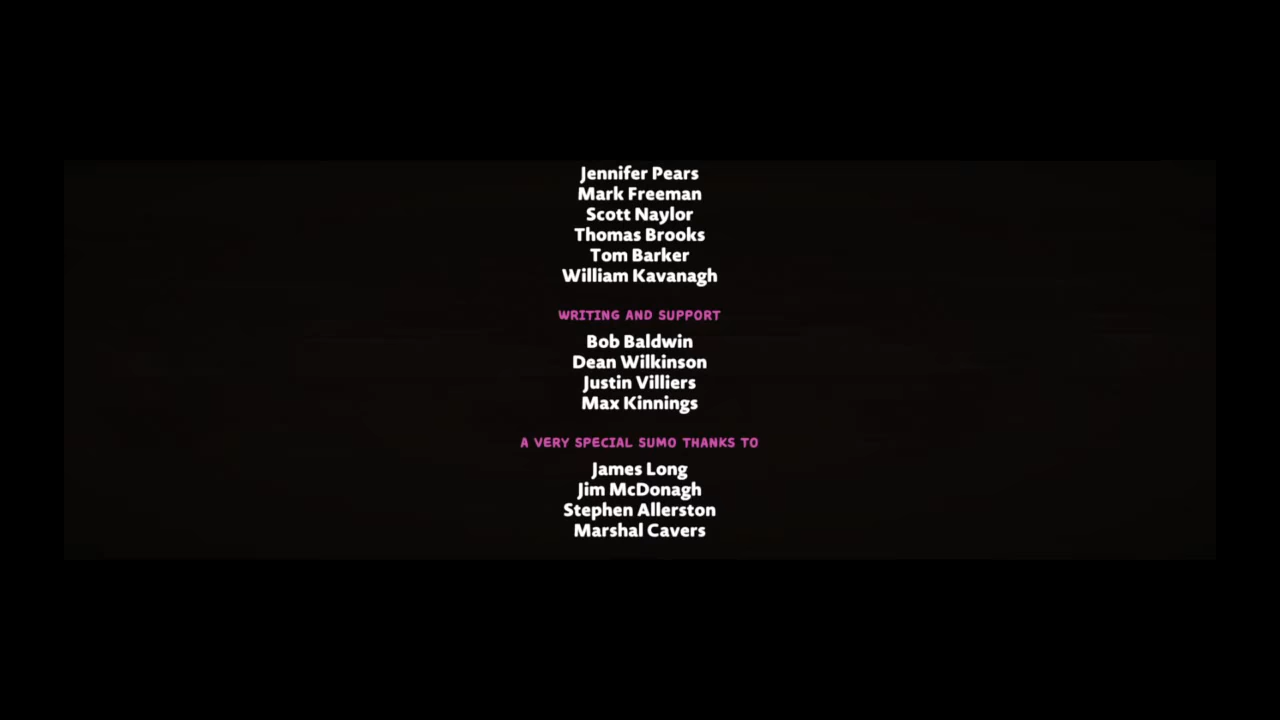 Jennifer Pears
Mark Freeman
Scott Naylor
Thomas Brooks
Tom Barker
William Kavanagh
WRITING AND SUPPORT
Bob Baldwin
Dean Wilkinson
Justin Villiers
Max Kinnings
A VERY SPECIAL SUMO THANKS TO
James Long
Jim McDonagh
Stephen Allerston
Marshal Cavers